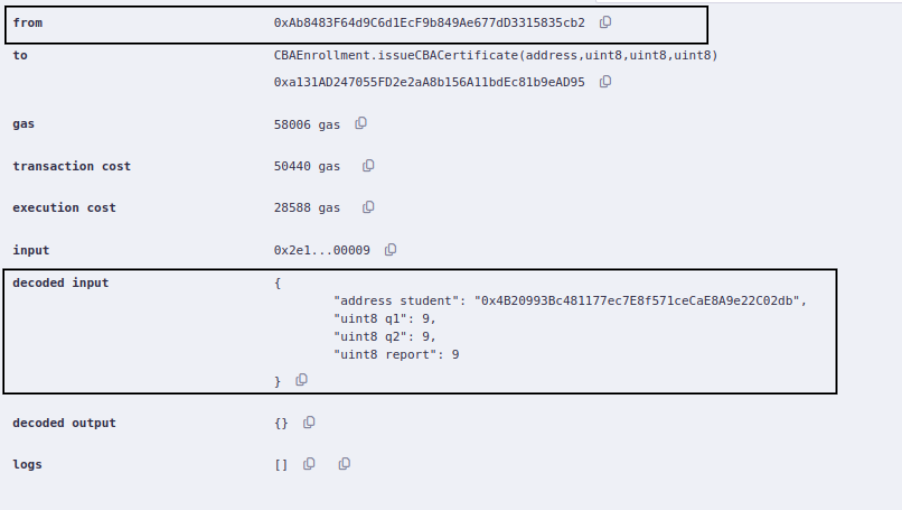 from 0xAb8483F64d9C6d1EcF9b849Ae677dD3315835cb2
to CBAEnrollment.issueCBACertificate(address,uint8,uint8,uint8)
0xa131AD247055FD2e2aA8b156A11bdEc81b9eAD95
gas 58006 gas
transaction cost 50440 gas
execution cost 28588 gas
input 0x2e1...00009
decoded input {
"address student": "0x4B20993Bc481177ec7E8f571ceCaE8A9e22C02db",
"uint8 q1": 9,
"uint8 q2": 9,
"uint8 report": 9
}
decoded output {}
logs []